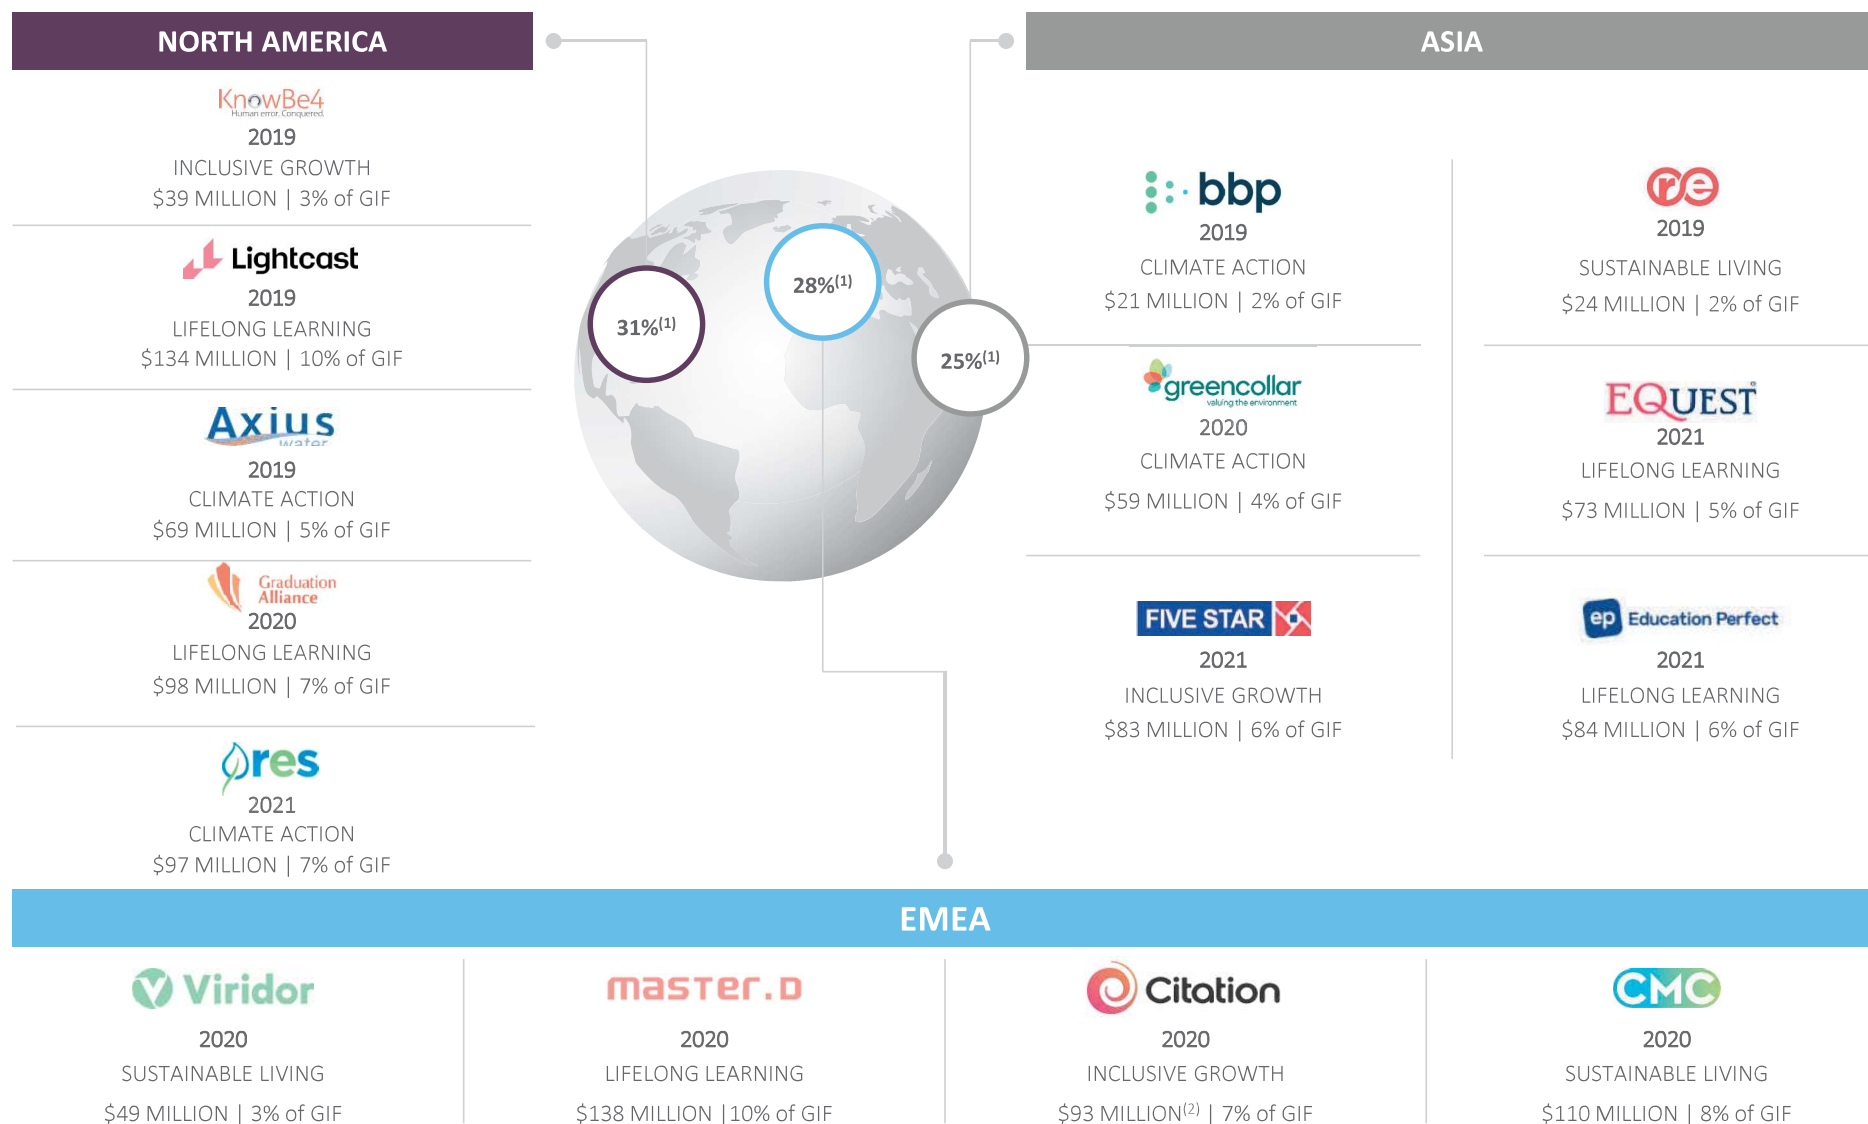 NORTH AMERICA
KnowBe4
Human error. Conquered.
2019
INCLUSIVE GROWTH
$39 MILLION | 3% of GIF
Lightcast
2019
LIFELONG LEARNING
$134 MILLION | 10% of GIF
Axius
water
2019
CLIMATE ACTION
$69 MILLION | 5% of GIF
Graduation
Alliance
2020
LIFELONG LEARNING
$98 MILLION | 7% of GIF
res
2021
CLIMATE ACTION
$97 MILLION | 7% of GIF
31%(1)
28%(1)
25%(1)
ASIA
bbp
2019
CLIMATE ACTION
$21 MILLION | 2% of GIF
re
2019
SUSTAINABLE LIVING
$24 MILLION | 2% of GIF
greencollar
valuing the environment
2020
CLIMATE ACTION
$59 MILLION | 4% of GIF
EQUEST®
2021
LIFELONG LEARNING
$73 MILLION | 5% of GIF
FIVE STAR
2021
INCLUSIVE GROWTH
$83 MILLION | 6% of GIF
ep Education Perfect
2021
LIFELONG LEARNING
$84 MILLION | 6% of GIF
EMEA
Viridor
2020
SUSTAINABLE LIVING
$49 MILLION | 3% of GIF
master.D
2020
LIFELONG LEARNING
$138 MILLION |10% of GIF
Citation
2020
INCLUSIVE GROWTH
$93 MILLION(2) | 7% of GIF
CMC
2020
SUSTAINABLE LIVING
$110 MILLION | 8% of GIF